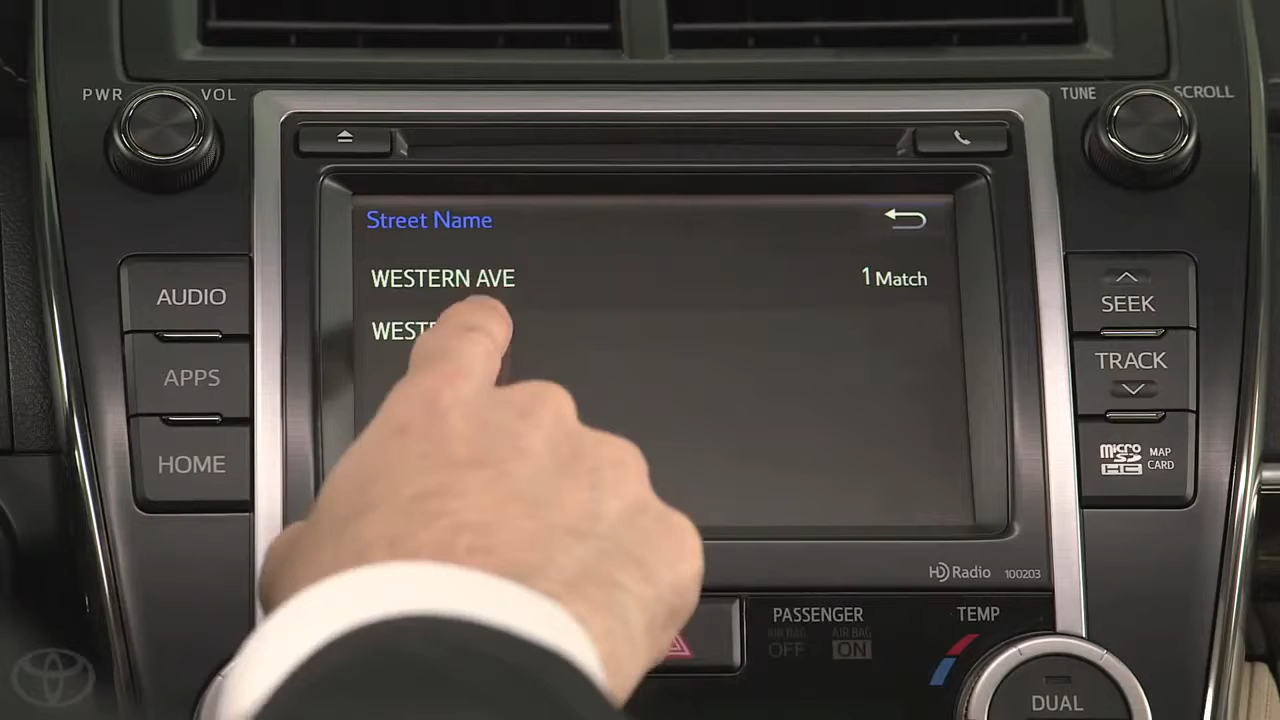 PWR VOL
TUNE SCROLL
Street Name
WESTERN AVE 1 Match
AUDIO
APPS
HOME
SEEK
TRACK
micro SD HC MAP CARD
HD Radio 100203
PASSENGER
AIR BAG OFF
AIR BAG ON
TEMP
DUAL